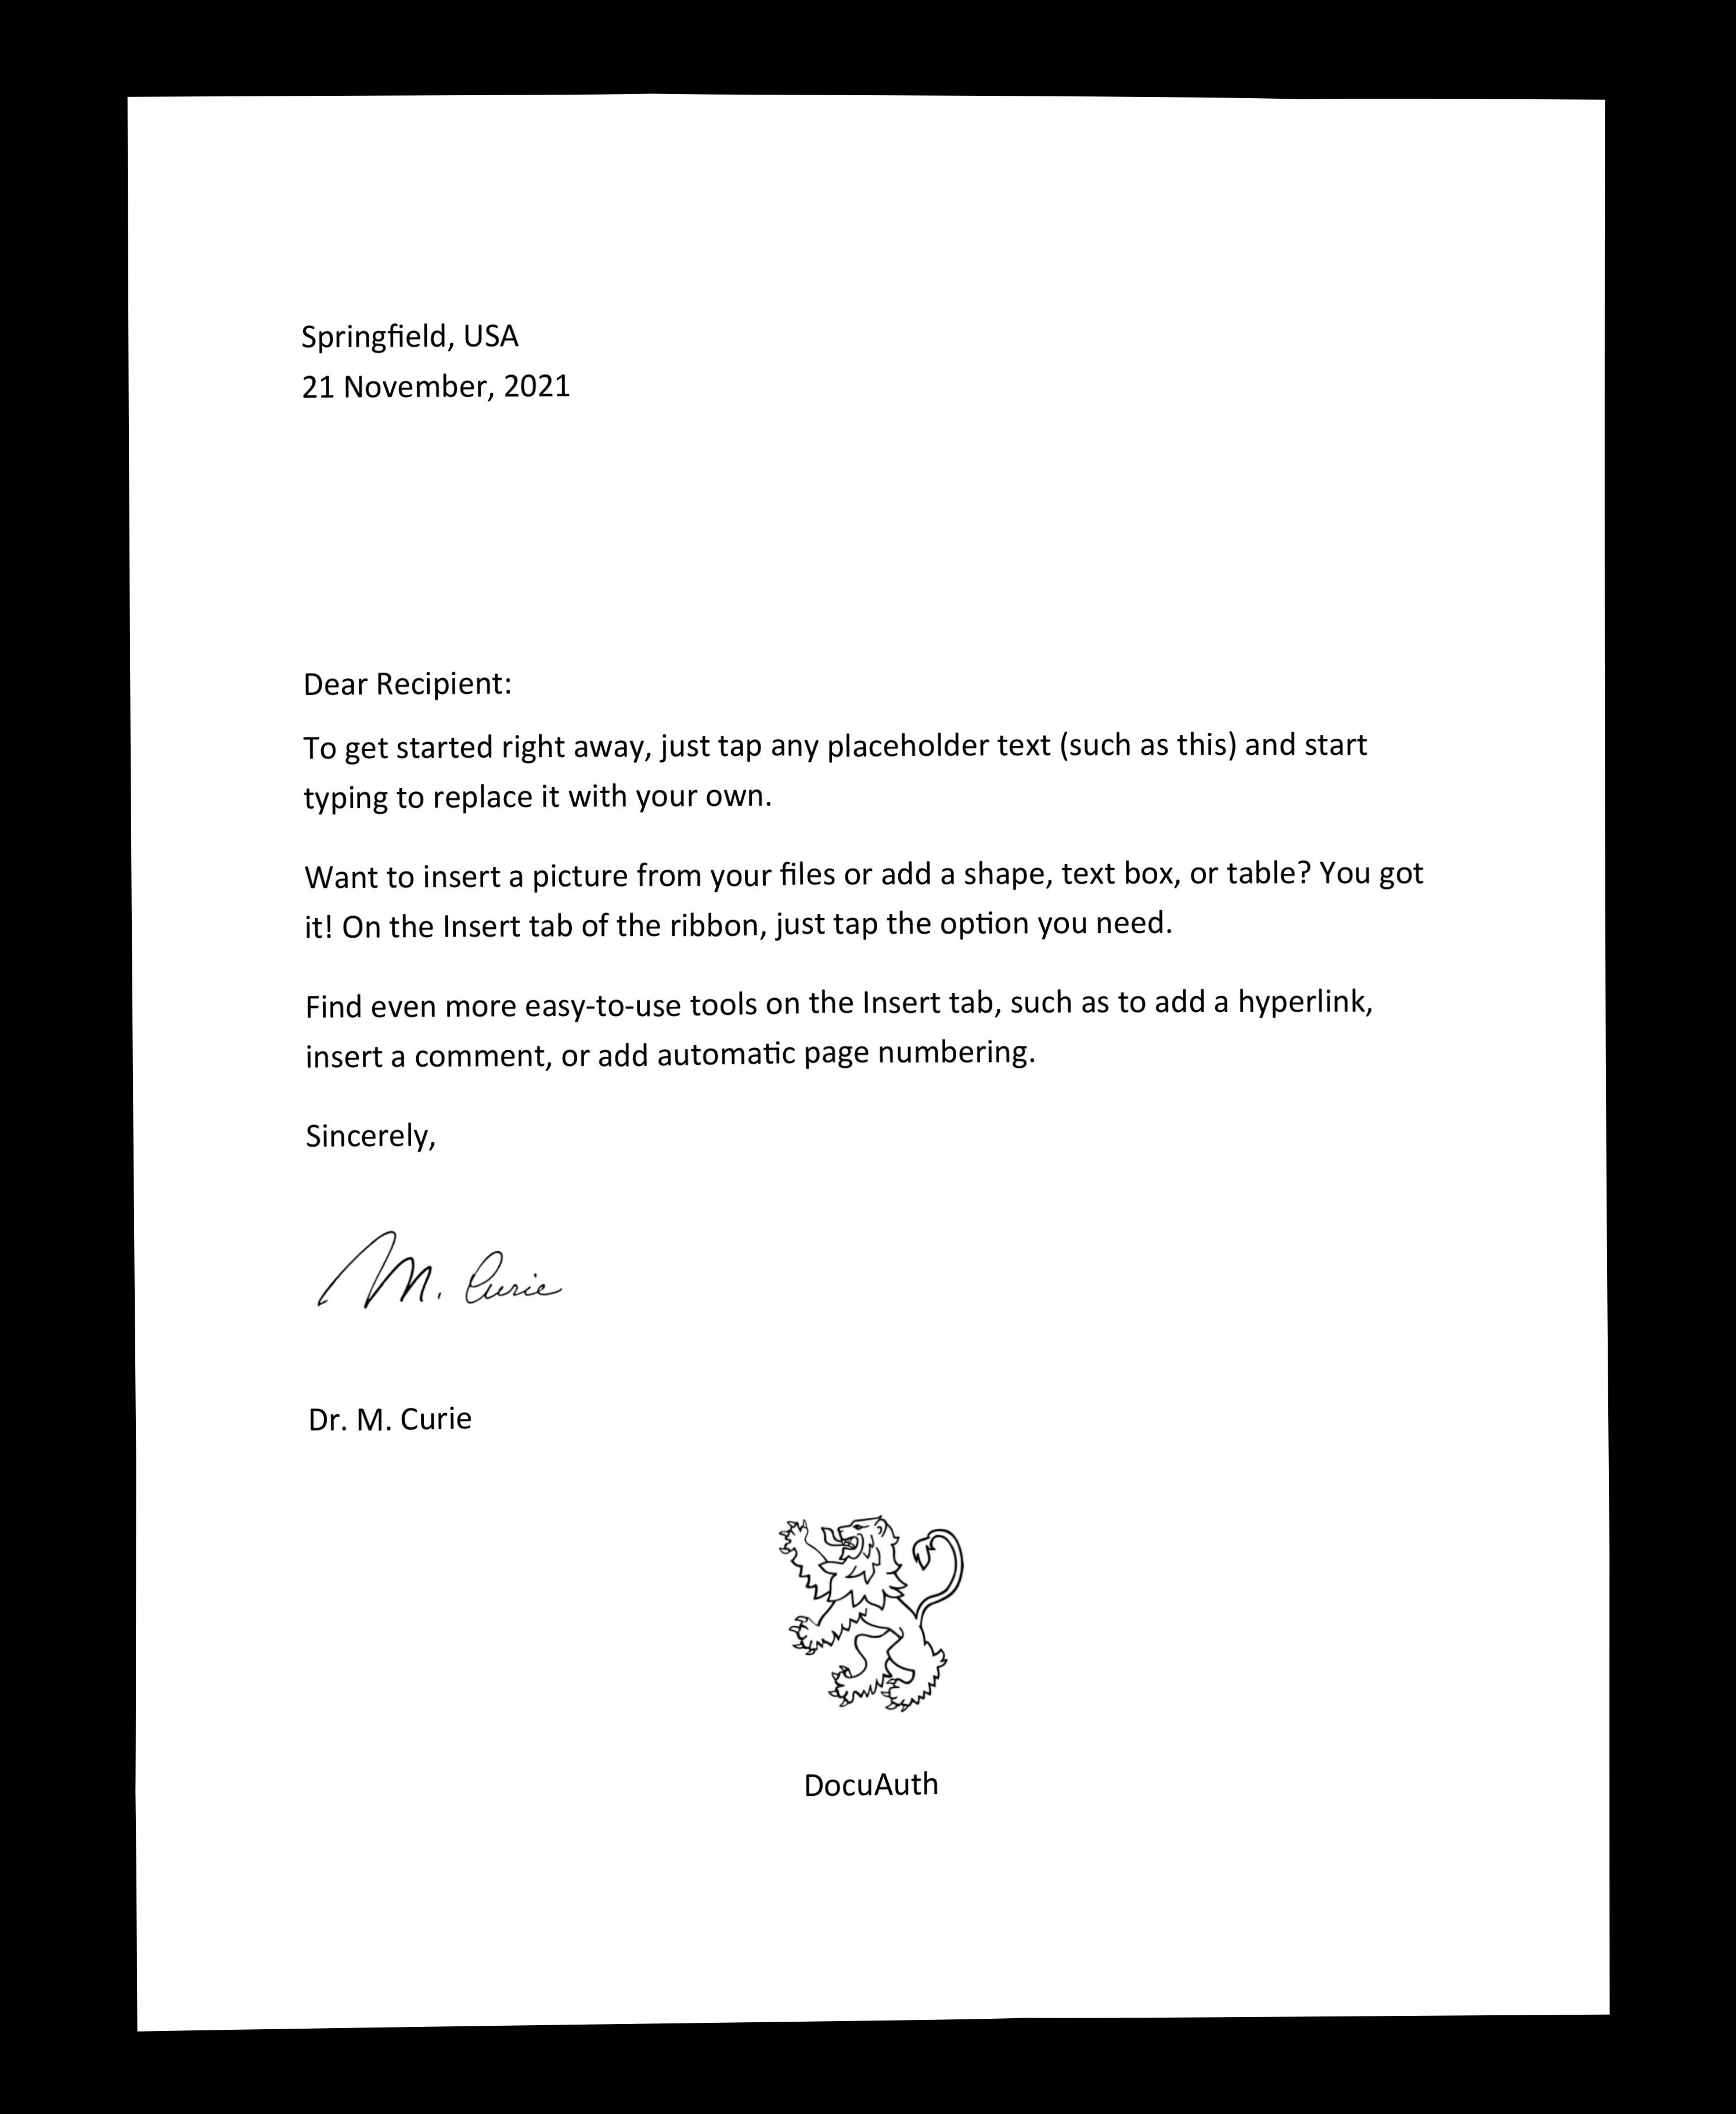 Springfield, USA
21 November, 2021
Dear Recipient:
To get started right away, just tap any placeholder text (such as this) and start
typing to replace it with your own.
Want to insert a picture from your files or add a shape, text box, or table? You got
it! On the Insert tab of the ribbon, just tap the option you need.
Find even more easy-to-use tools on the Insert tab, such as to add a hyperlink,
insert a comment, or add automatic page numbering.
Sincerely,
M. Curie
Dr. M. Curie
DocuAuth